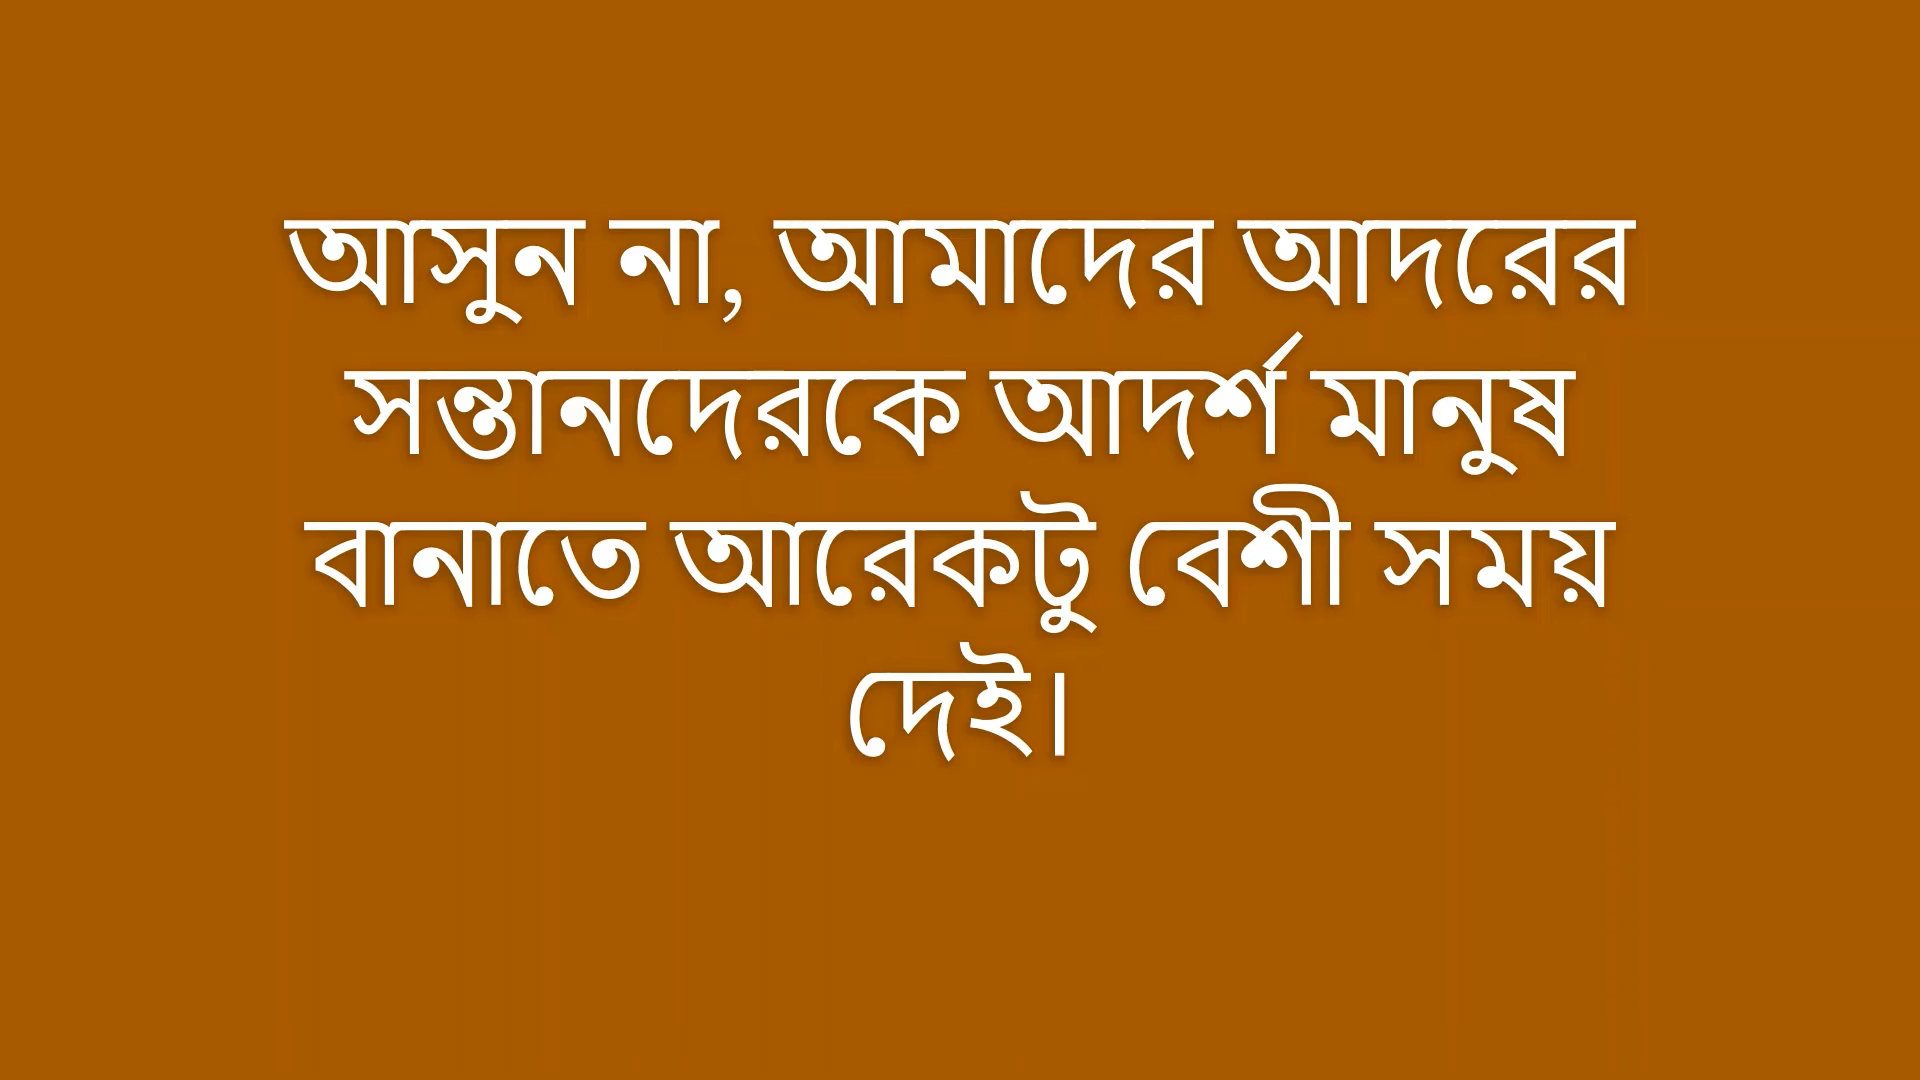 আসুন না, আমাদের আদরের
সন্তানদেরকে আদর্শ মানুষ
বানাতে আরেকটু বেশী সময়
দেই।